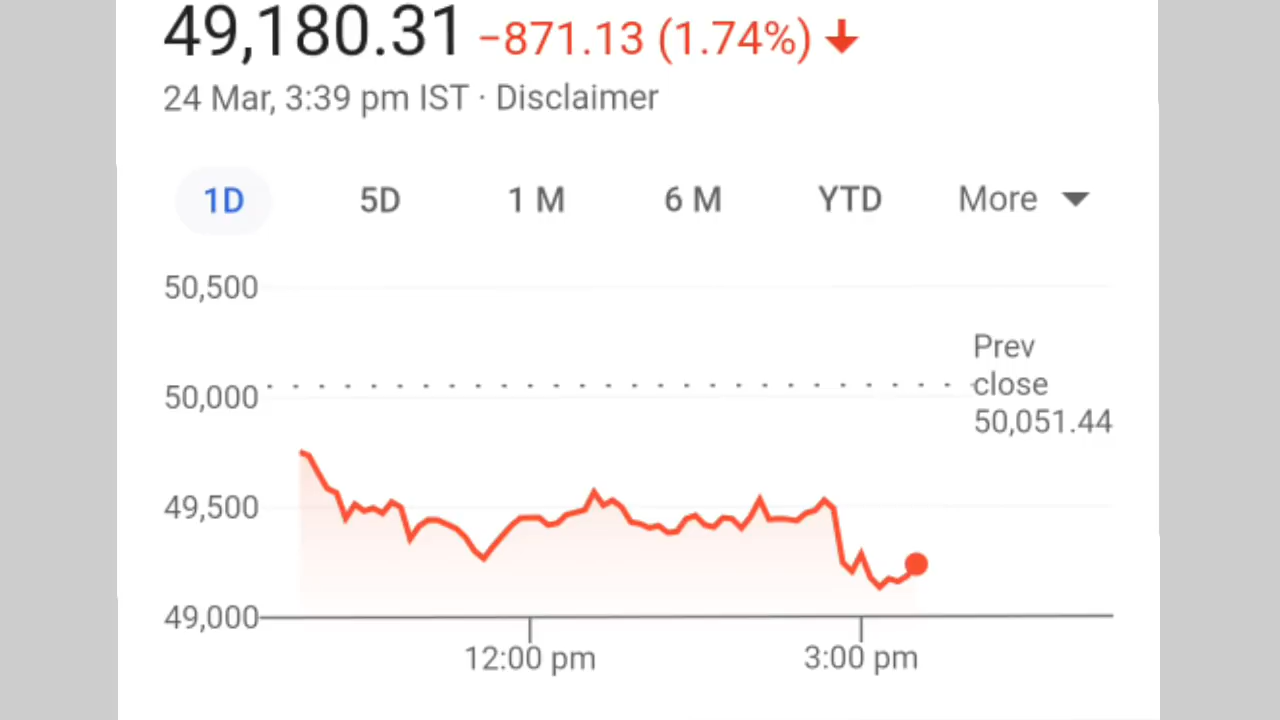 49,180.31 −871.13 (1.74%) ↓
24 Mar, 3:39 pm IST · Disclaimer
1D 5D 1 M 6 M YTD More
50,500
Prev
close
50,051.44
50,000
49,500
49,000
12:00 pm 3:00 pm